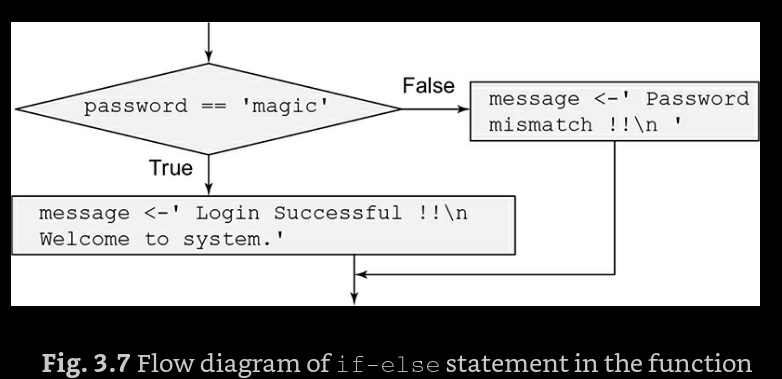 password == 'magic'
False
message <-' Password
mismatch !!\n '
True
message <-' Login Successful !!\n
Welcome to system.'
Fig. 3.7 Flow diagram of if-else statement in the function